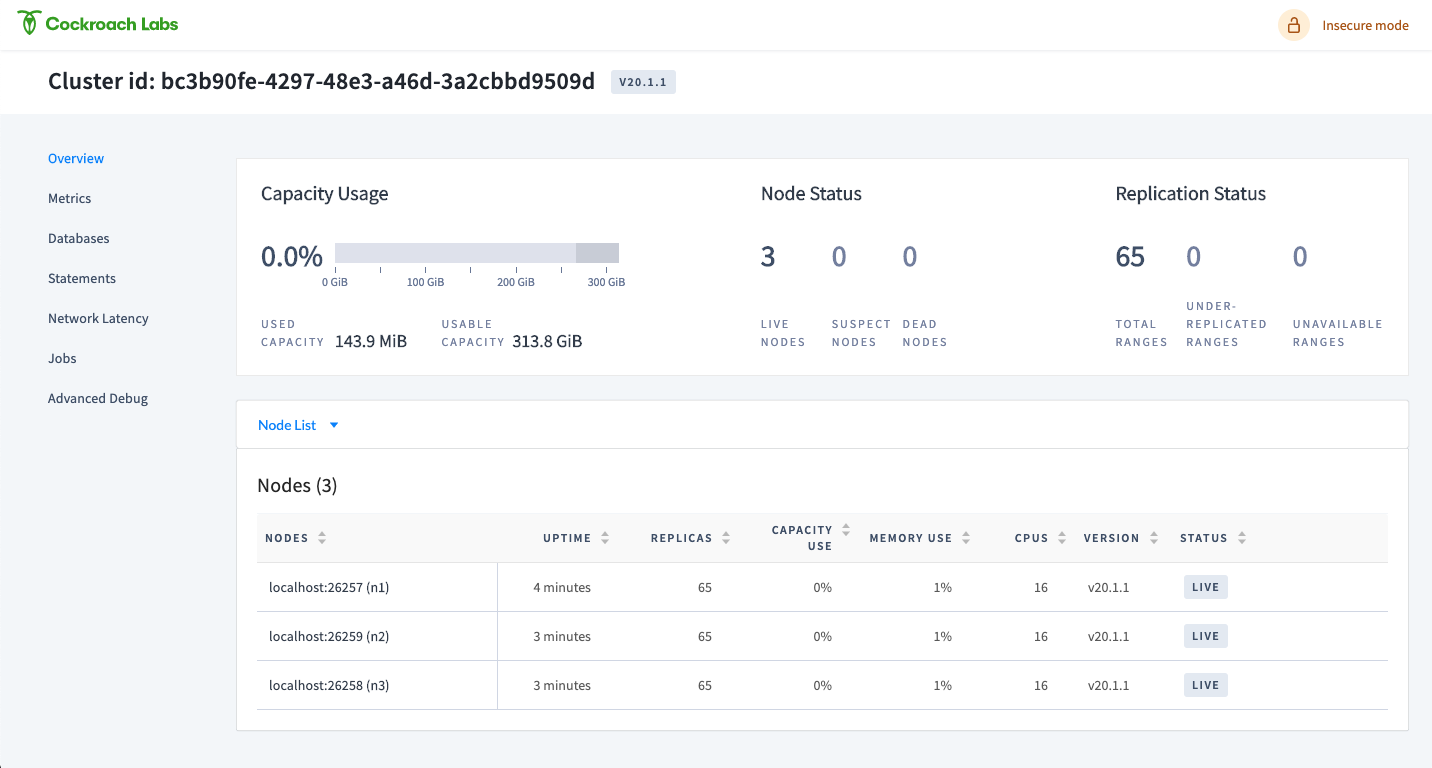 Cockroach Labs
Insecure mode
Cluster id: bc3b90fe-4297-48e3-a46d-3a2cbbd9509d V20.1.1
Overview
Metrics
Databases
Statements
Network Latency
Jobs
Advanced Debug
Capacity Usage
0.0%
0 GiB 100 GiB 200 GiB 300 GiB
USED
CAPACITY 143.9 MiB
USABLE
CAPACITY 313.8 GiB
Node Status
3 0 0
LIVE
NODES
SUSPECT
NODES
DEAD
NODES
Replication Status
65 0 0
TOTAL
RANGES
UNDER-
REPLICATED
RANGES
UNAVAILABLE
RANGES
Node List
Nodes (3)
NODES UPTIME REPLICAS CAPACITY USE MEMORY USE CPUS VERSION STATUS
localhost:26257 (n1) 4 minutes 65 0% 1% 16 v20.1.1 LIVE
localhost:26259 (n2) 3 minutes 65 0% 1% 16 v20.1.1 LIVE
localhost:26258 (n3) 3 minutes 65 0% 1% 16 v20.1.1 LIVE